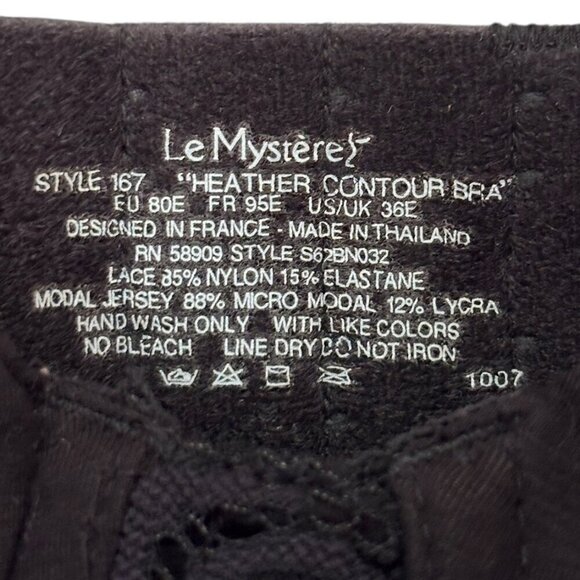 Le Mystère
STYLE 167 "HEATHER CONTOUR BRA"
EU 80E FR 95E US/UK 36E
DESIGNED IN FRANCE - MADE IN THAILAND
RN 58909 STYLE S62BN032
LACE 85% NYLON 15% ELASTANE
MODAL JERSEY 88% MICRO MODAL 12% LYCRA
HAND WASH ONLY WITH LIKE COLORS
NO BLEACH LINE DRY DO NOT IRON
1007